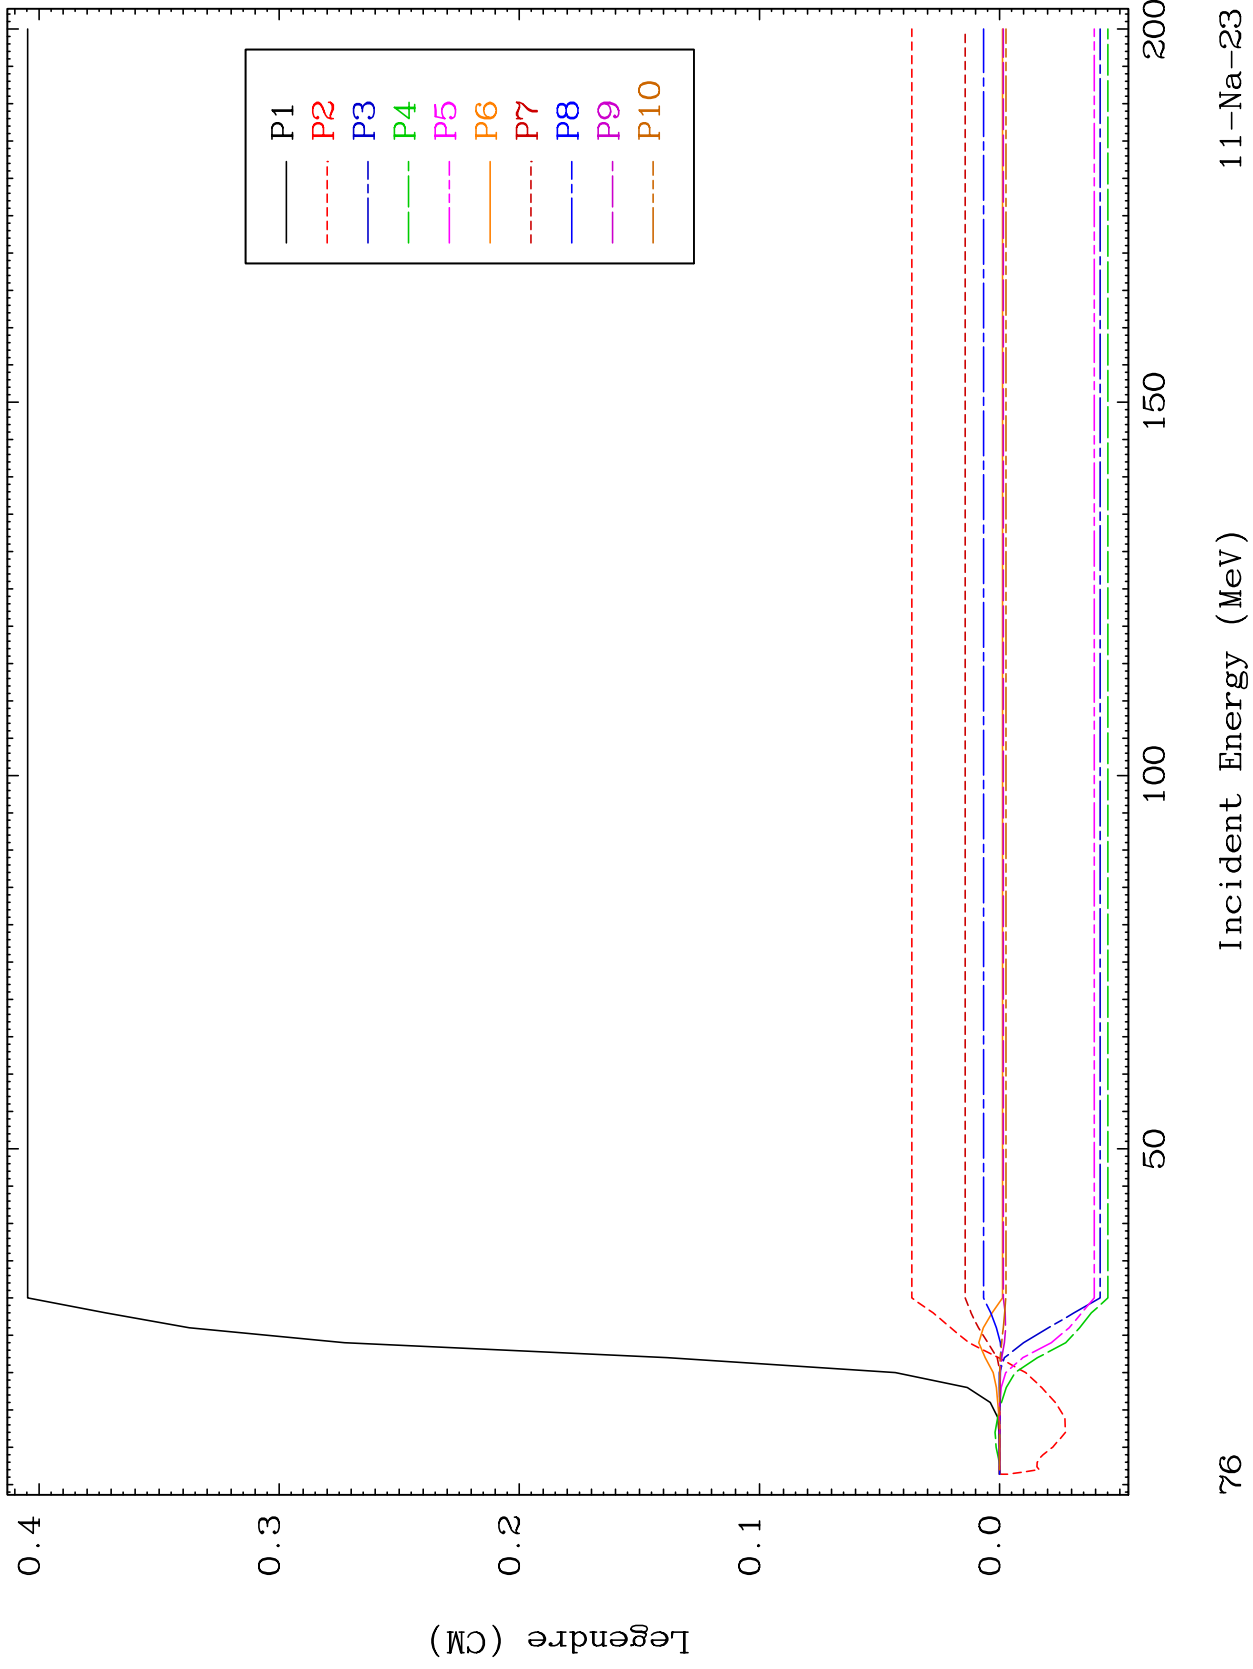 P1
P2
P3
P4
P5
P6
P7
P8
P9
P10
0.4
0.3
0.2
0.1
0.0
Legendre (CM)
50
100
150
200
Incident Energy (MeV)
76
11-Na-23